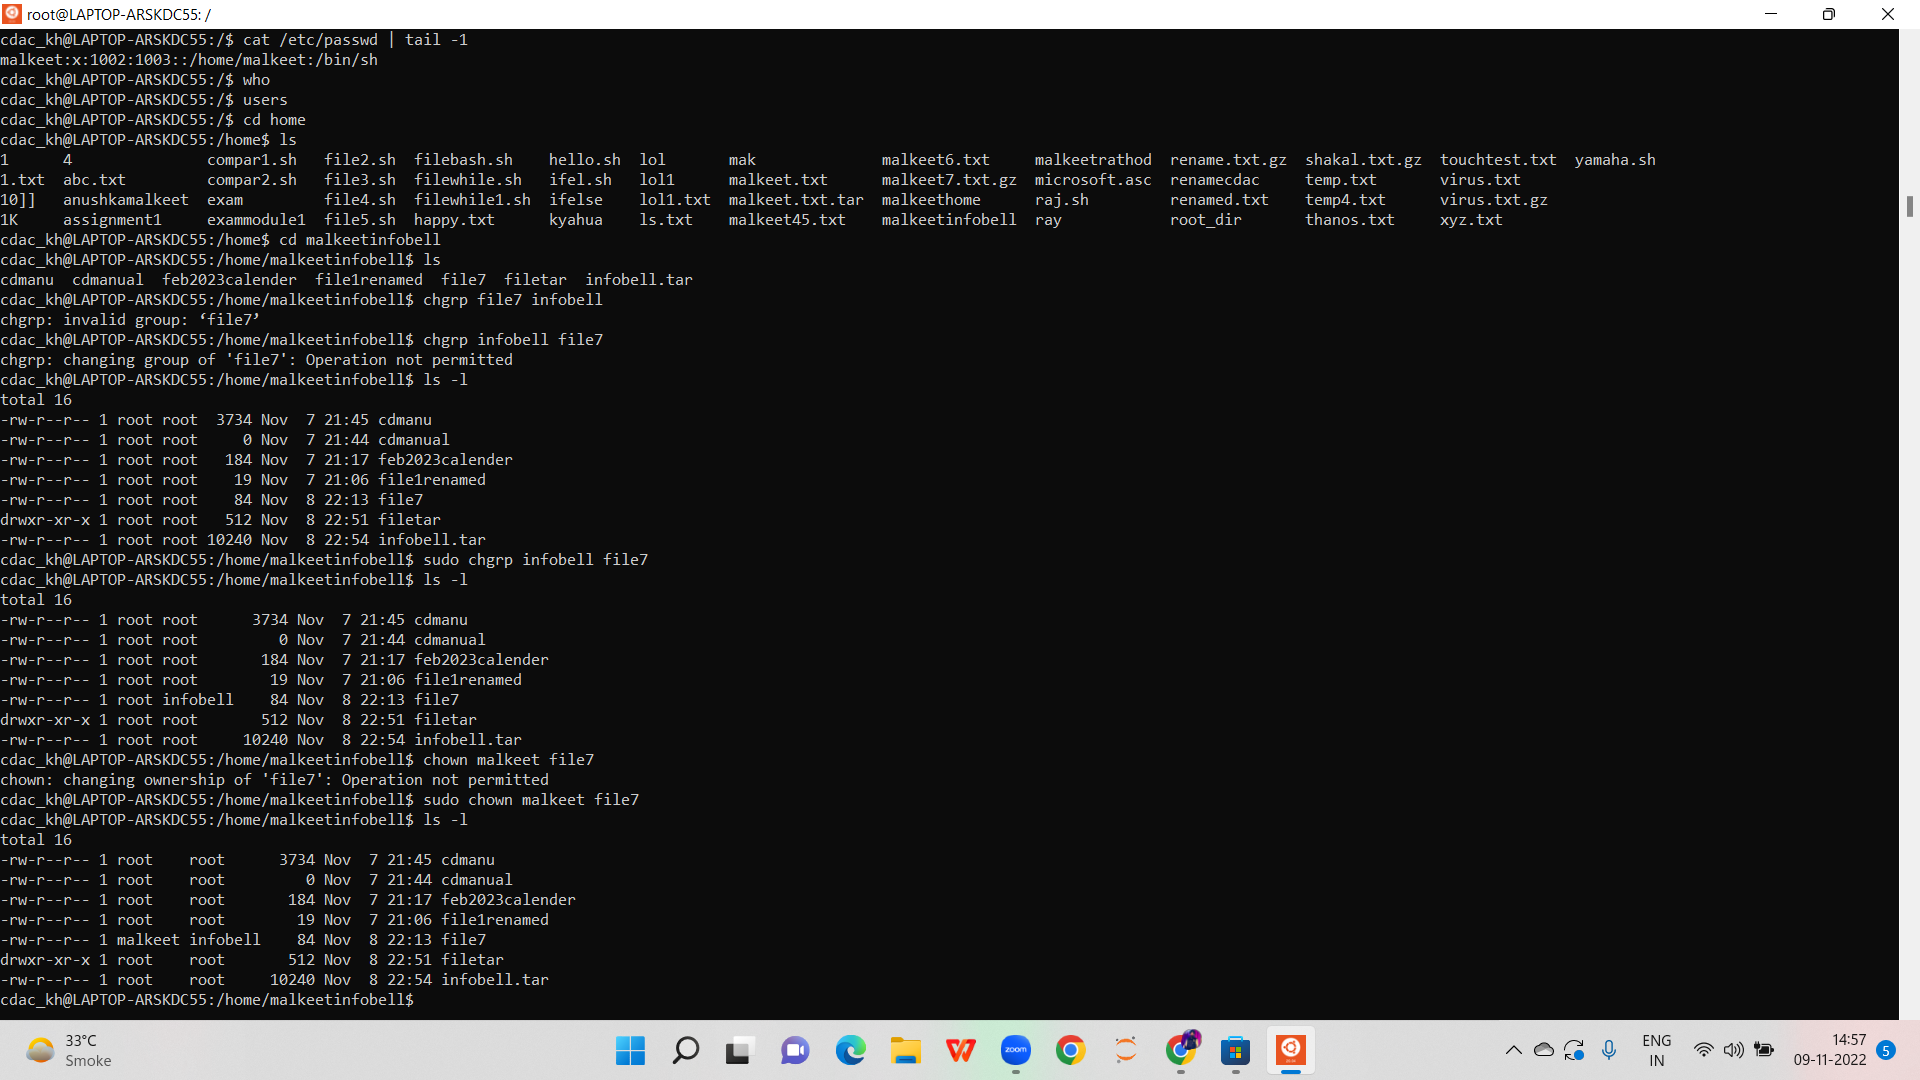 root@LAPTOP-ARSKDC55: /
cdac_kh@LAPTOP-ARSKDC55:/$ cat /etc/passwd | tail -1
malkeet:x:1002:1003::/home/malkeet:/bin/sh
cdac_kh@LAPTOP-ARSKDC55:/$ who
cdac_kh@LAPTOP-ARSKDC55:/$ users
cdac_kh@LAPTOP-ARSKDC55:/$ cd home
cdac_kh@LAPTOP-ARSKDC55:/home$ ls
1      4               compar1.sh   file2.sh  filebash.sh    hello.sh  lol      mak              malkeet6.txt     malkeetrathod  rename.txt.gz  shakal.txt.gz  touchtest.txt  yamaha.sh
1.txt  abc.txt         compar2.sh   file3.sh  filewhile.sh   ifel.sh   lol1     malkeet.txt      malkeet7.txt.gz  microsoft.asc  renamecdac     temp.txt       virus.txt
10]]   anushkamalkeet  exam         file4.sh  filewhile1.sh  ifelse    lol1.txt  malkeet.txt.tar  malkeethome      raj.sh         renamed.txt    temp4.txt      virus.txt.gz
1K     assignment1     exammodule1  file5.sh  happy.txt      kyahua    ls.txt   malkeet45.txt    malkeetinfobell  ray            root_dir       thanos.txt     xyz.txt
cdac_kh@LAPTOP-ARSKDC55:/home$ cd malkeetinfobell
cdac_kh@LAPTOP-ARSKDC55:/home/malkeetinfobell$ ls
cdmanu  cdmanual  feb2023calender  file1renamed  file7  filetar  infobell.tar
cdac_kh@LAPTOP-ARSKDC55:/home/malkeetinfobell$ chgrp file7 infobell
chgrp: invalid group: ‘file7’
cdac_kh@LAPTOP-ARSKDC55:/home/malkeetinfobell$ chgrp infobell file7
chgrp: changing group of 'file7': Operation not permitted
cdac_kh@LAPTOP-ARSKDC55:/home/malkeetinfobell$ ls -l
total 16
-rw-r--r-- 1 root root  3734 Nov  7 21:45 cdmanu
-rw-r--r-- 1 root root     0 Nov  7 21:44 cdmanual
-rw-r--r-- 1 root root   184 Nov  7 21:17 feb2023calender
-rw-r--r-- 1 root root    19 Nov  7 21:06 file1renamed
-rw-r--r-- 1 root root    84 Nov  8 22:13 file7
drwxr-xr-x 1 root root   512 Nov  8 22:51 filetar
-rw-r--r-- 1 root root 10240 Nov  8 22:54 infobell.tar
cdac_kh@LAPTOP-ARSKDC55:/home/malkeetinfobell$ sudo chgrp infobell file7
cdac_kh@LAPTOP-ARSKDC55:/home/malkeetinfobell$ ls -l
total 16
-rw-r--r-- 1 root root      3734 Nov  7 21:45 cdmanu
-rw-r--r-- 1 root root         0 Nov  7 21:44 cdmanual
-rw-r--r-- 1 root root       184 Nov  7 21:17 feb2023calender
-rw-r--r-- 1 root root        19 Nov  7 21:06 file1renamed
-rw-r--r-- 1 root infobell    84 Nov  8 22:13 file7
drwxr-xr-x 1 root root       512 Nov  8 22:51 filetar
-rw-r--r-- 1 root root     10240 Nov  8 22:54 infobell.tar
cdac_kh@LAPTOP-ARSKDC55:/home/malkeetinfobell$ chown malkeet file7
chown: changing ownership of 'file7': Operation not permitted
cdac_kh@LAPTOP-ARSKDC55:/home/malkeetinfobell$ sudo chown malkeet file7
cdac_kh@LAPTOP-ARSKDC55:/home/malkeetinfobell$ ls -l
total 16
-rw-r--r-- 1 root    root      3734 Nov  7 21:45 cdmanu
-rw-r--r-- 1 root    root         0 Nov  7 21:44 cdmanual
-rw-r--r-- 1 root    root       184 Nov  7 21:17 feb2023calender
-rw-r--r-- 1 root    root        19 Nov  7 21:06 file1renamed
-rw-r--r-- 1 malkeet infobell    84 Nov  8 22:13 file7
drwxr-xr-x 1 root    root       512 Nov  8 22:51 filetar
-rw-r--r-- 1 root    root     10240 Nov  8 22:54 infobell.tar
cdac_kh@LAPTOP-ARSKDC55:/home/malkeetinfobell$
33°C
Smoke
zoom
ENG
IN
14:57
09-11-2022
5